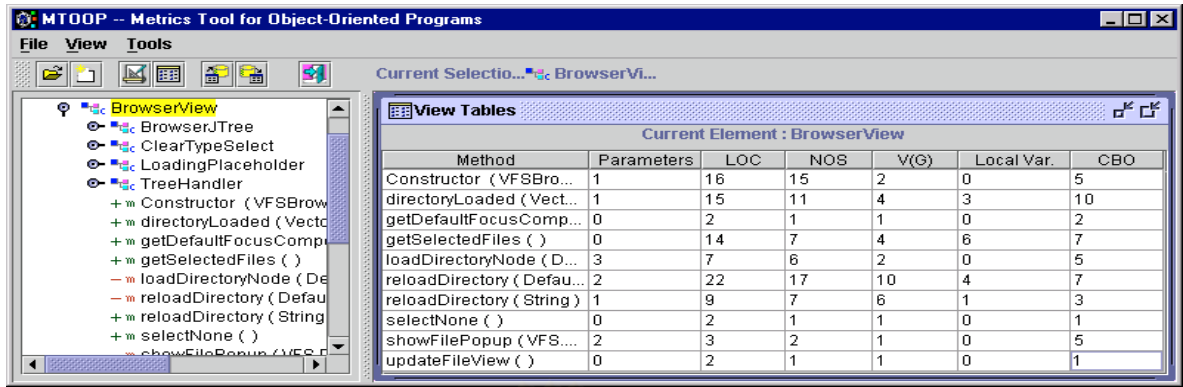 MTOOP -- Metrics Tool for Object-Oriented Programs
File View Tools
Current Selectio... BrowserVi...
BrowserView
BrowserJTree
ClearTypeSelect
LoadingPlaceholder
TreeHandler
+ m Constructor (VFSBrow
+ m directoryLoaded ( Vecto
+ m getDefaultFocusCompo
+ m getSelectedFiles ( )
− m loadDirectoryNode ( De
− m reloadDirectory ( Defau
+ m reloadDirectory ( String
+ m selectNone ( )
showFilePopup ( VFS
View Tables
Current Element : BrowserView
Method Parameters LOC NOS V(G) Local Var. CBO
Constructor (VFSBro... 1 16 15 2 0 5
directoryLoaded ( Vect... 1 15 11 4 3 10
getDefaultFocusComp... 0 2 1 1 0 2
getSelectedFiles ( ) 0 14 7 4 6 7
loadDirectoryNode ( D... 3 7 6 2 0 5
reloadDirectory ( Defau... 2 22 17 10 4 7
reloadDirectory ( String ) 1 9 7 6 1 3
selectNone ( ) 0 2 1 1 0 1
showFilePopup ( VFS.... 2 3 2 1 0 5
updateFileView ( ) 0 2 1 1 0 1